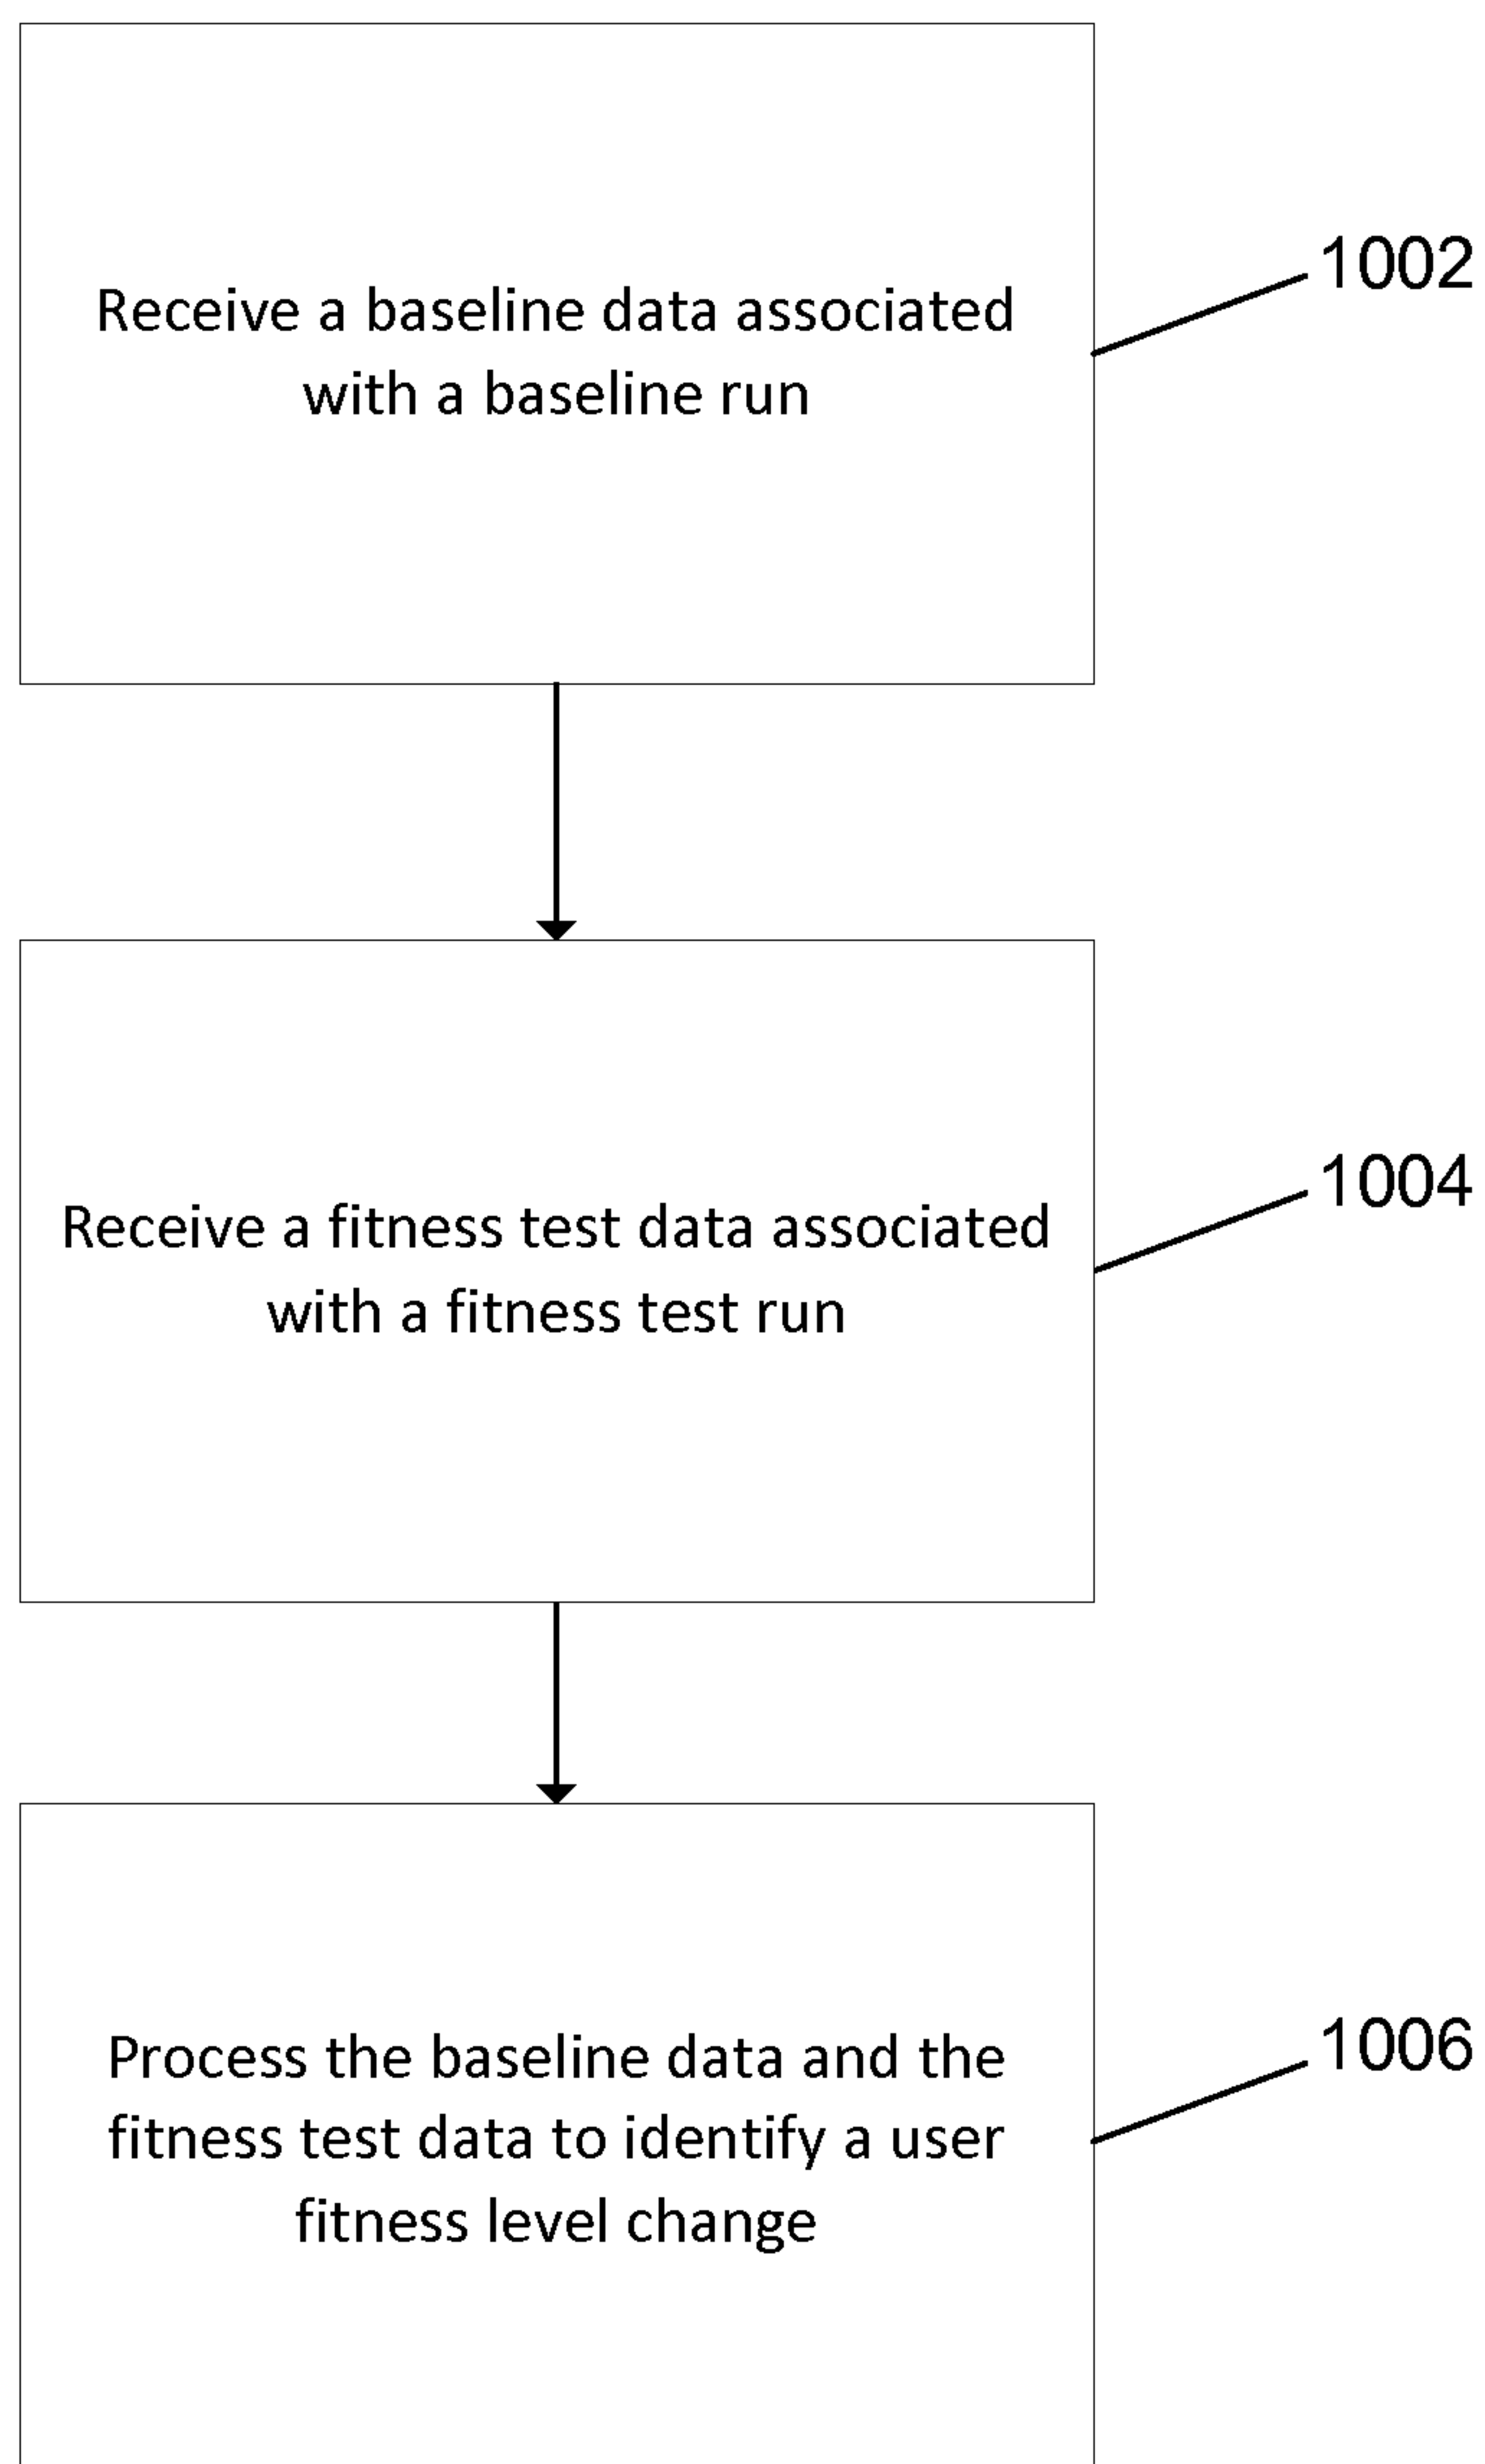 Receive a baseline data associated
with a baseline run
1002
Receive a fitness test data associated
with a fitness test run
1004
Process the baseline data and the
fitness test data to identify a user
fitness level change
1006